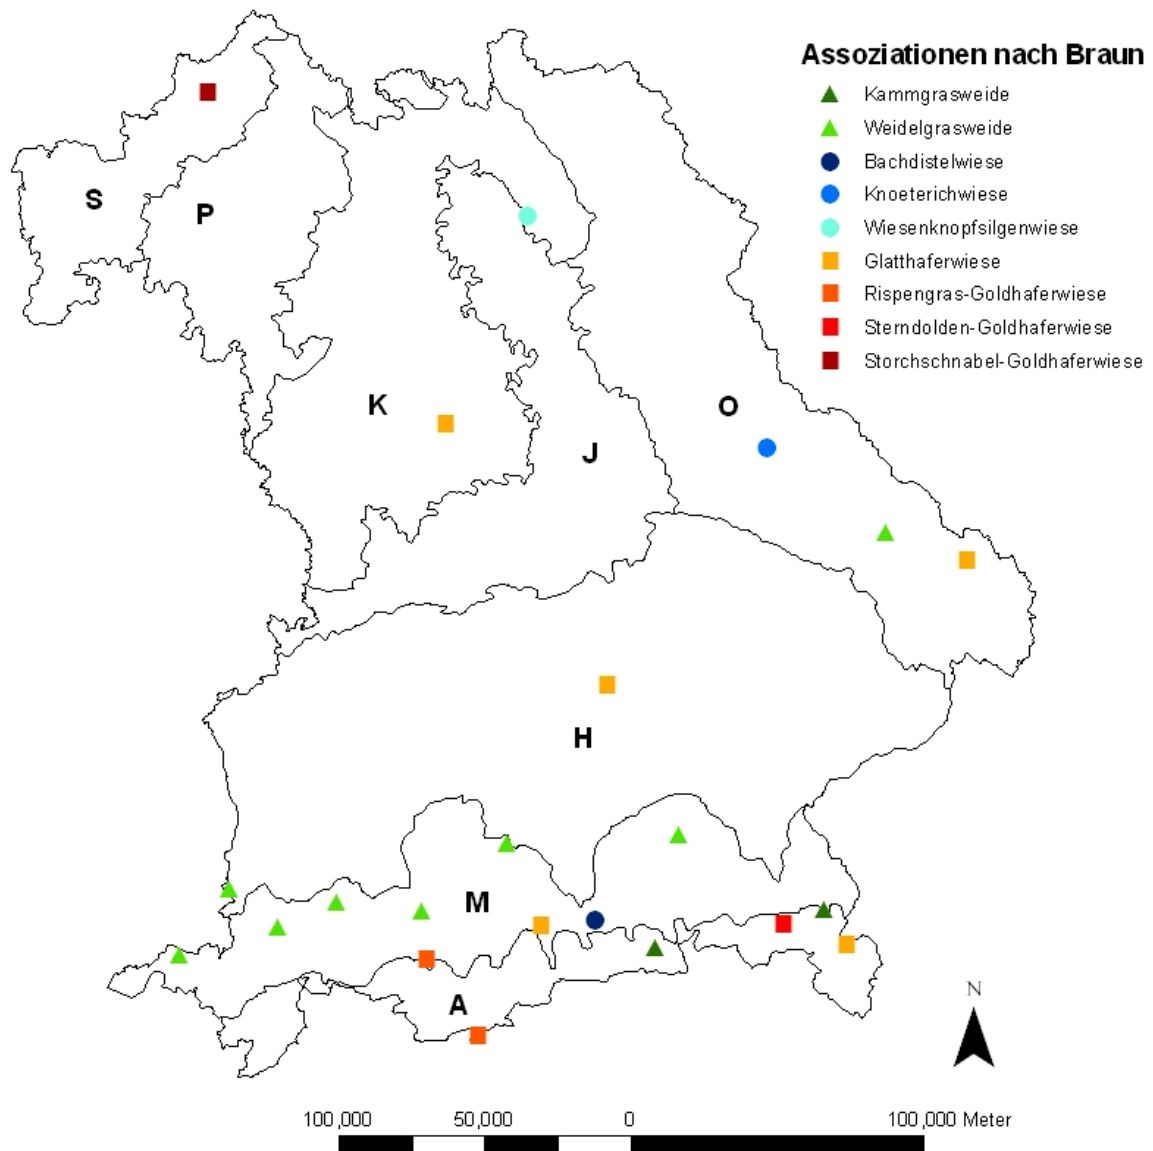 Assoziationen nach Braun
Kammgrasweide
Weidelgrasweide
Bachdistelwiese
Knoeterichwiese
Wiesenknopfsilgenwiese
Glatthaferwiese
Rispengras-Goldhaferwiese
Sterndolden-Goldhaferwiese
Storchschnabel-Goldhaferwiese
S
P
K
O
J
H
M
A
N
100,000 50,000 0 100,000 Meter